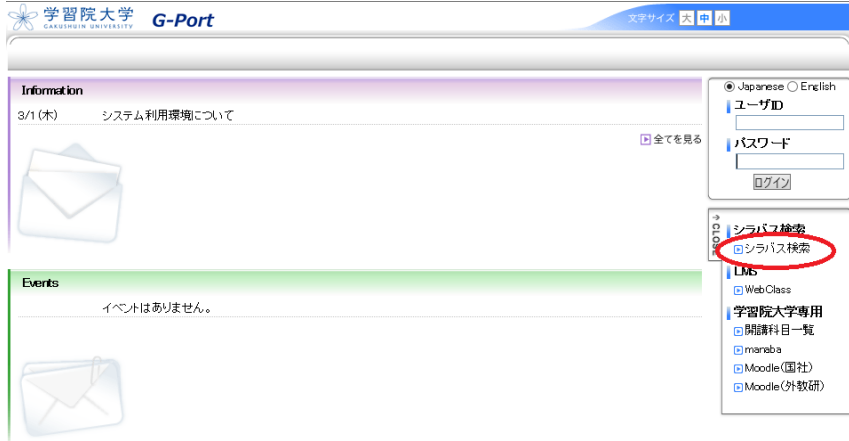 学習院大学
GAKUSHUIN UNIVERSITY
G-Port
文字サイズ 大 中 小
Information
3/1(木) システム利用環境について
全てを見る
Events
イベントはありません。
Japanese English
ユーザID
パスワード
ログイン
CLOSE
シラバス検索
シラバス検索
LMS
WebClass
学習院大学専用
開講科目一覧
manaba
Moodle(国社)
Moodle(外教研)